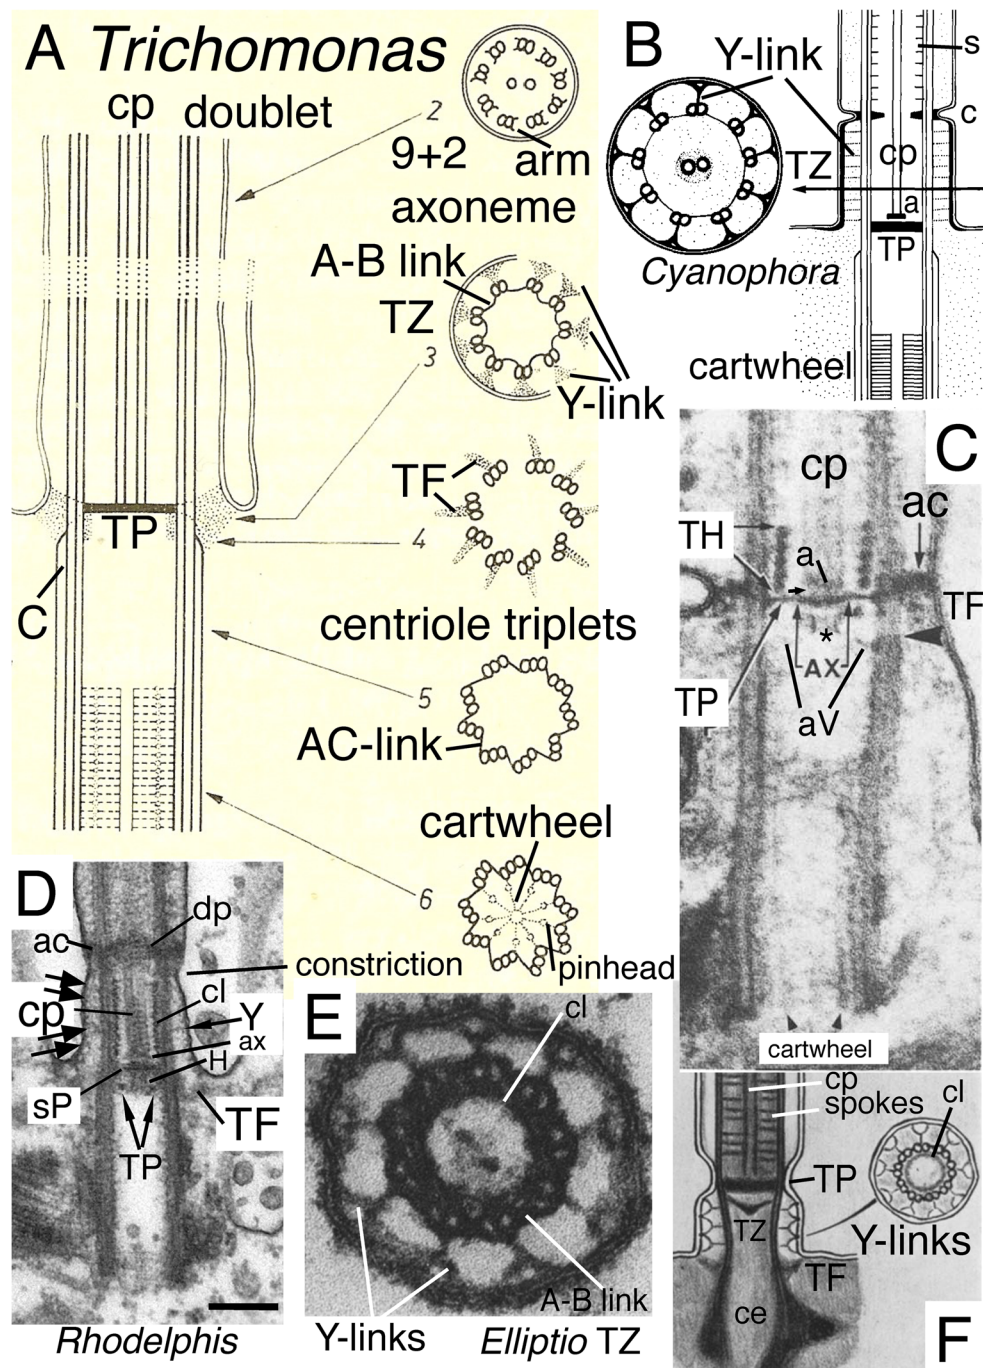 A Trichomonas
cp doublet
2
9+2
arm
axoneme
A-B link
TZ
3
Y-link
TF
4
TP
C
centriole triplets
5
AC-link
cartwheel
6
pinhead
B
Y-link
s
c
TZ
cp
a
TP
Cyanophora
cartwheel
C
cp
ac
TH
a
TF
*
AX
TP
aV
cartwheel
D
dp
ac
constriction
cp
cl
Y
ax
H
sP
TF
TP
Rhodelphis
E
cl
A-B link
Y-links
Elliptio TZ
cp
spokes
cl
TP
TZ
Y-links
TF
ce
F